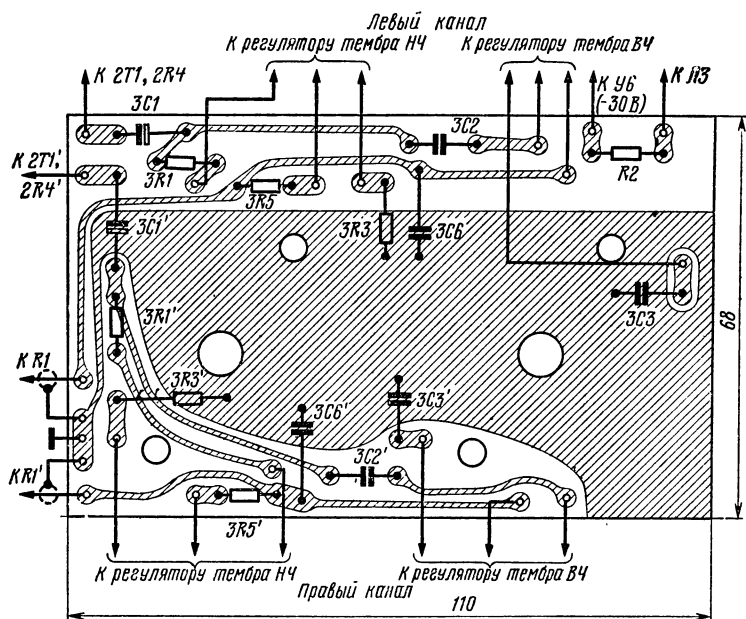 Левый канал
К регулятору тембра НЧ К регулятору тембра ВЧ
К 2Т1, 2R4
К У6
(-30В)
К Л3
3С1
3С2
К 2Т1',
2R4'
3R1
3R5
R2
3С1'
3R3
3С6
3С3
68
3R1'
К R1
3R3'
3С6'
3С3'
3С2'
КR1'
3R5'
К регулятору тембра НЧ К регулятору тембра ВЧ
Правый канал
110